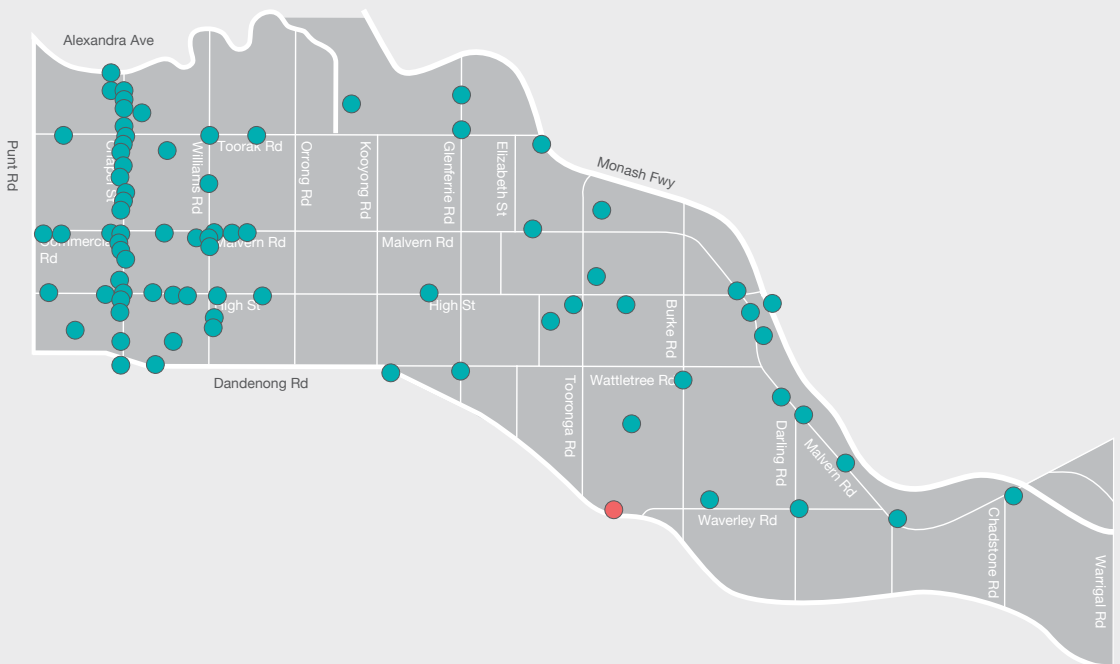 Alexandra Ave
Punt Rd
Chapel St
Williams Rd
Toorak Rd
Orrong Rd
Kooyong Rd
Glenferrie Rd
Elizabeth St
Monash Fwy
Commercial
Rd
Malvern Rd
Malvern Rd
High St
High St
Burke Rd
Dandenong Rd
Tooronga Rd
Wattletree Rd
Darling Rd
Malvern Rd
Waverley Rd
Chadstone Rd
Warrigal Rd